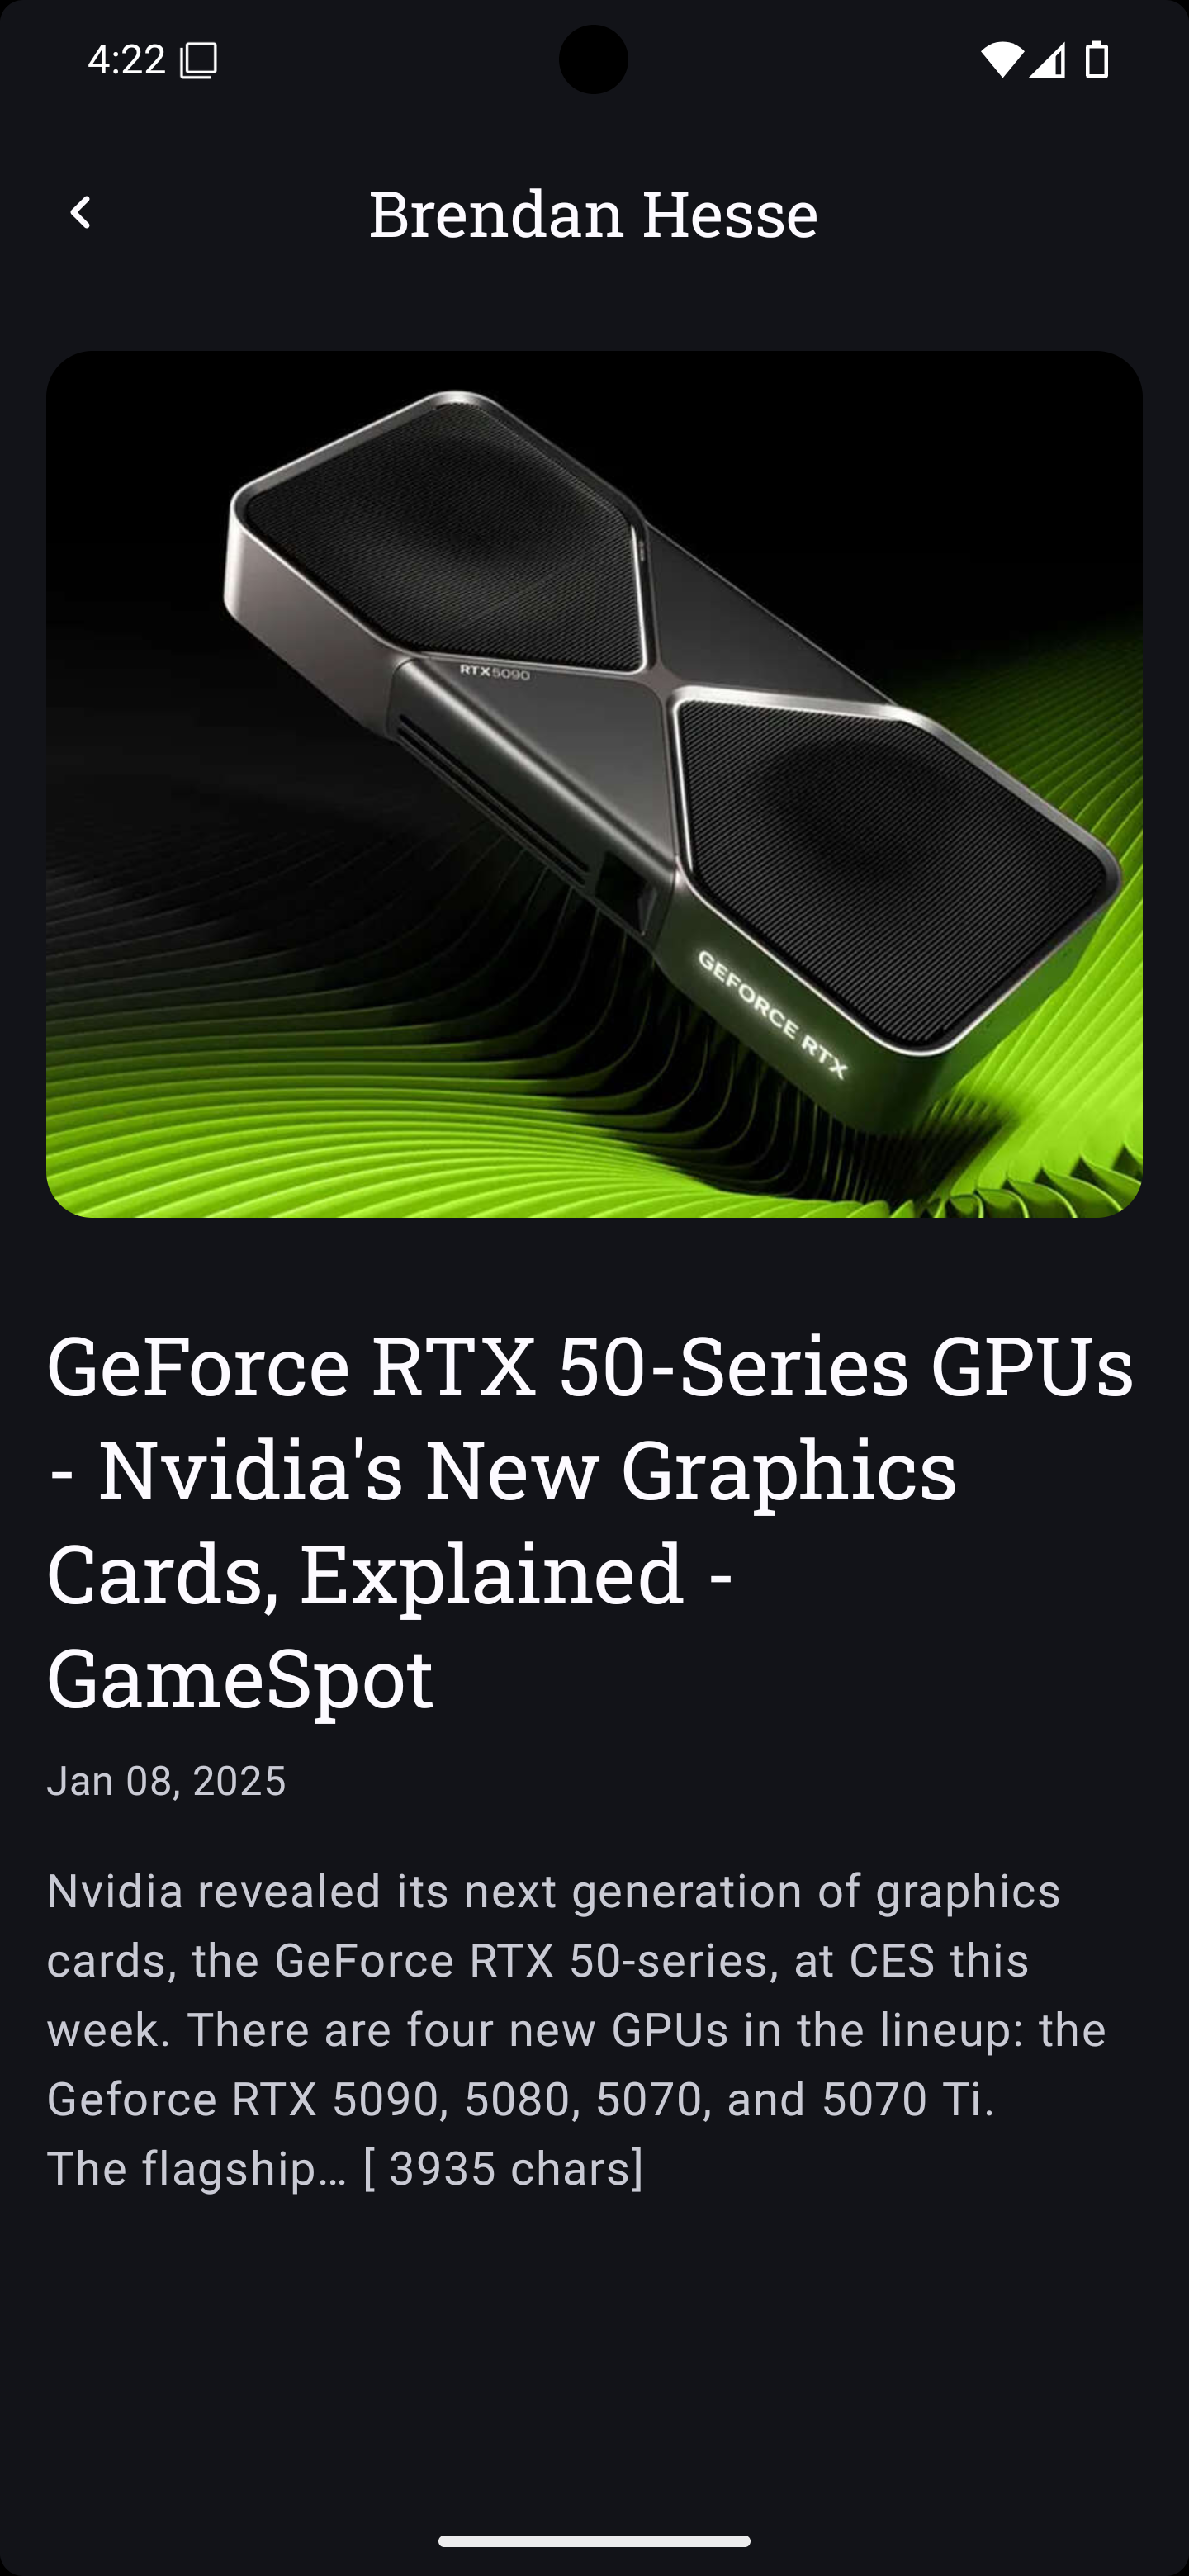 4:22
Brendan Hesse
RTX5090
GEFORCE RTX
GeForce RTX 50-Series GPUs
- Nvidia's New Graphics
Cards, Explained -
GameSpot
Jan 08, 2025
Nvidia revealed its next generation of graphics
cards, the GeForce RTX 50-series, at CES this
week. There are four new GPUs in the lineup: the
Geforce RTX 5090, 5080, 5070, and 5070 Ti.
The flagship… [ 3935 chars]